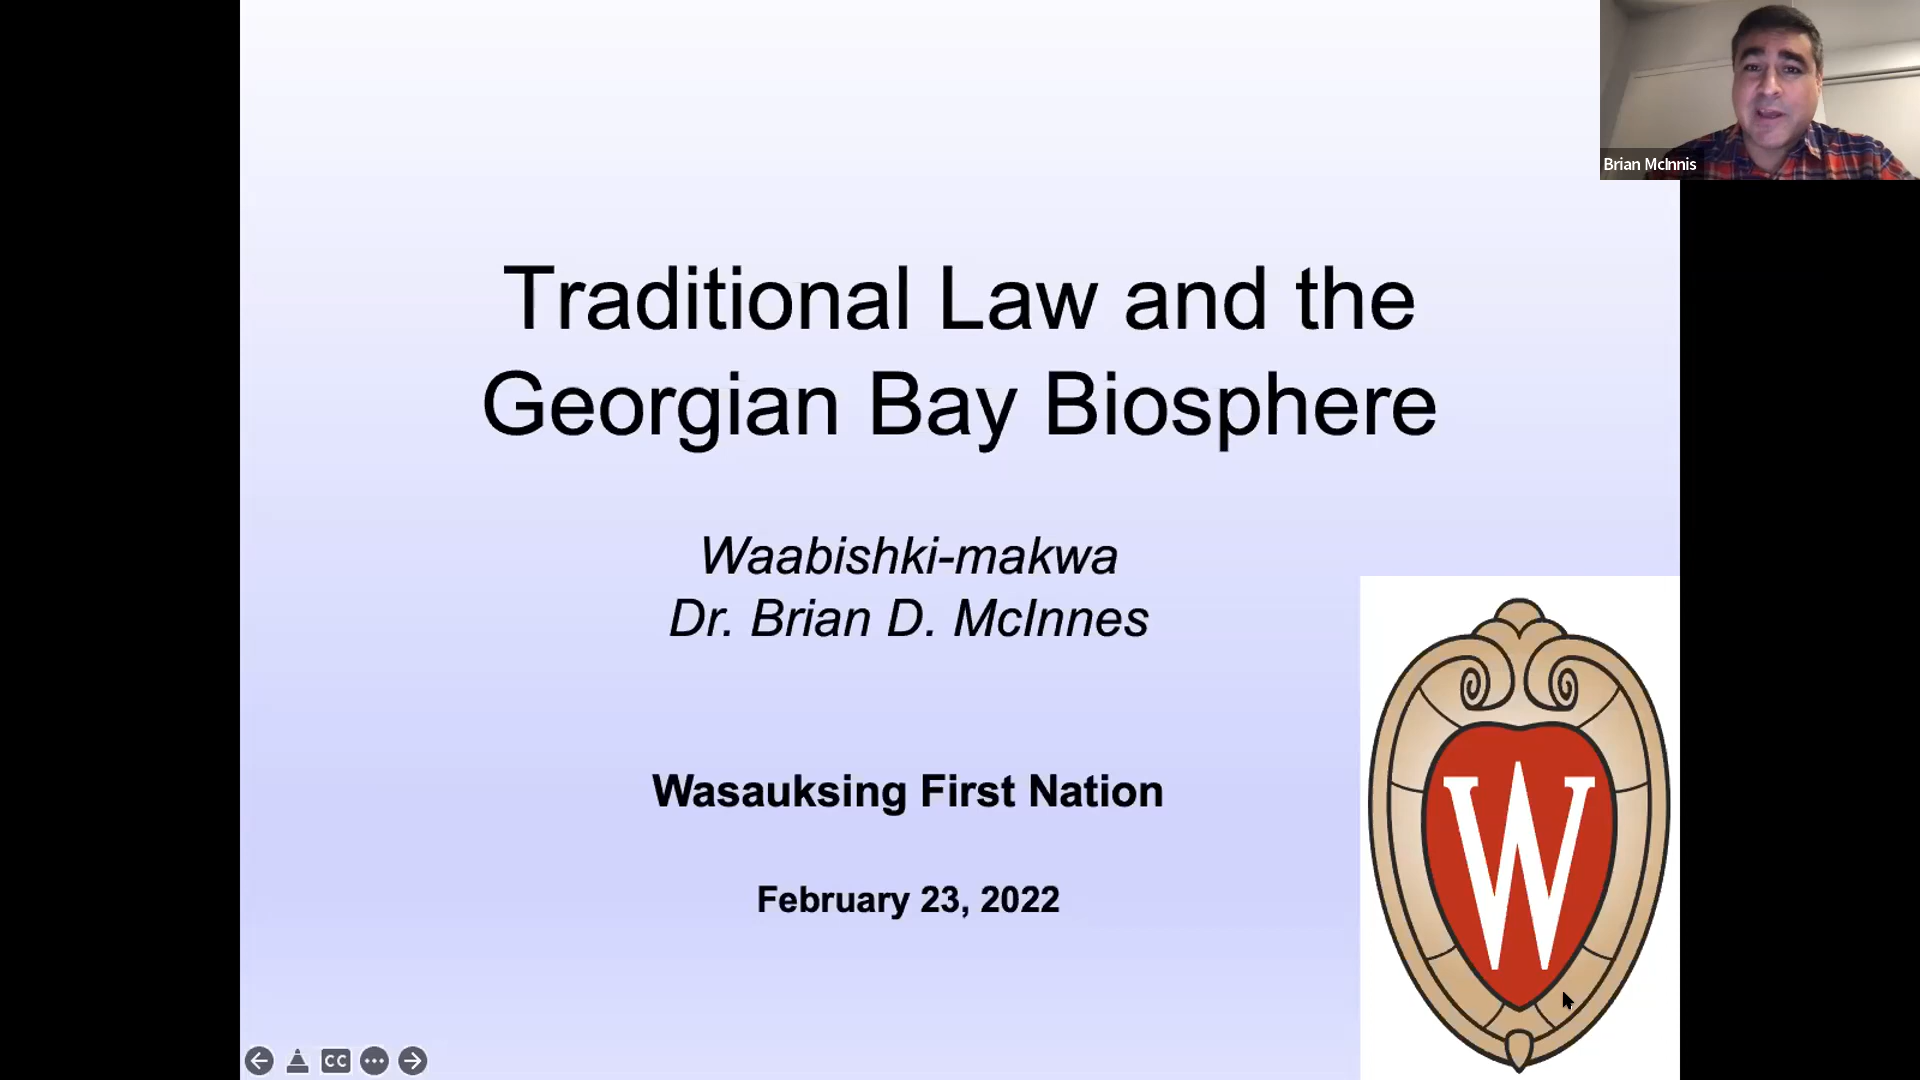 Brian McInnis
Traditional Law and the
Georgian Bay Biosphere
Waabishki-makwa
Dr. Brian D. McInnes
Wasauksing First Nation
February 23, 2022
W
CC